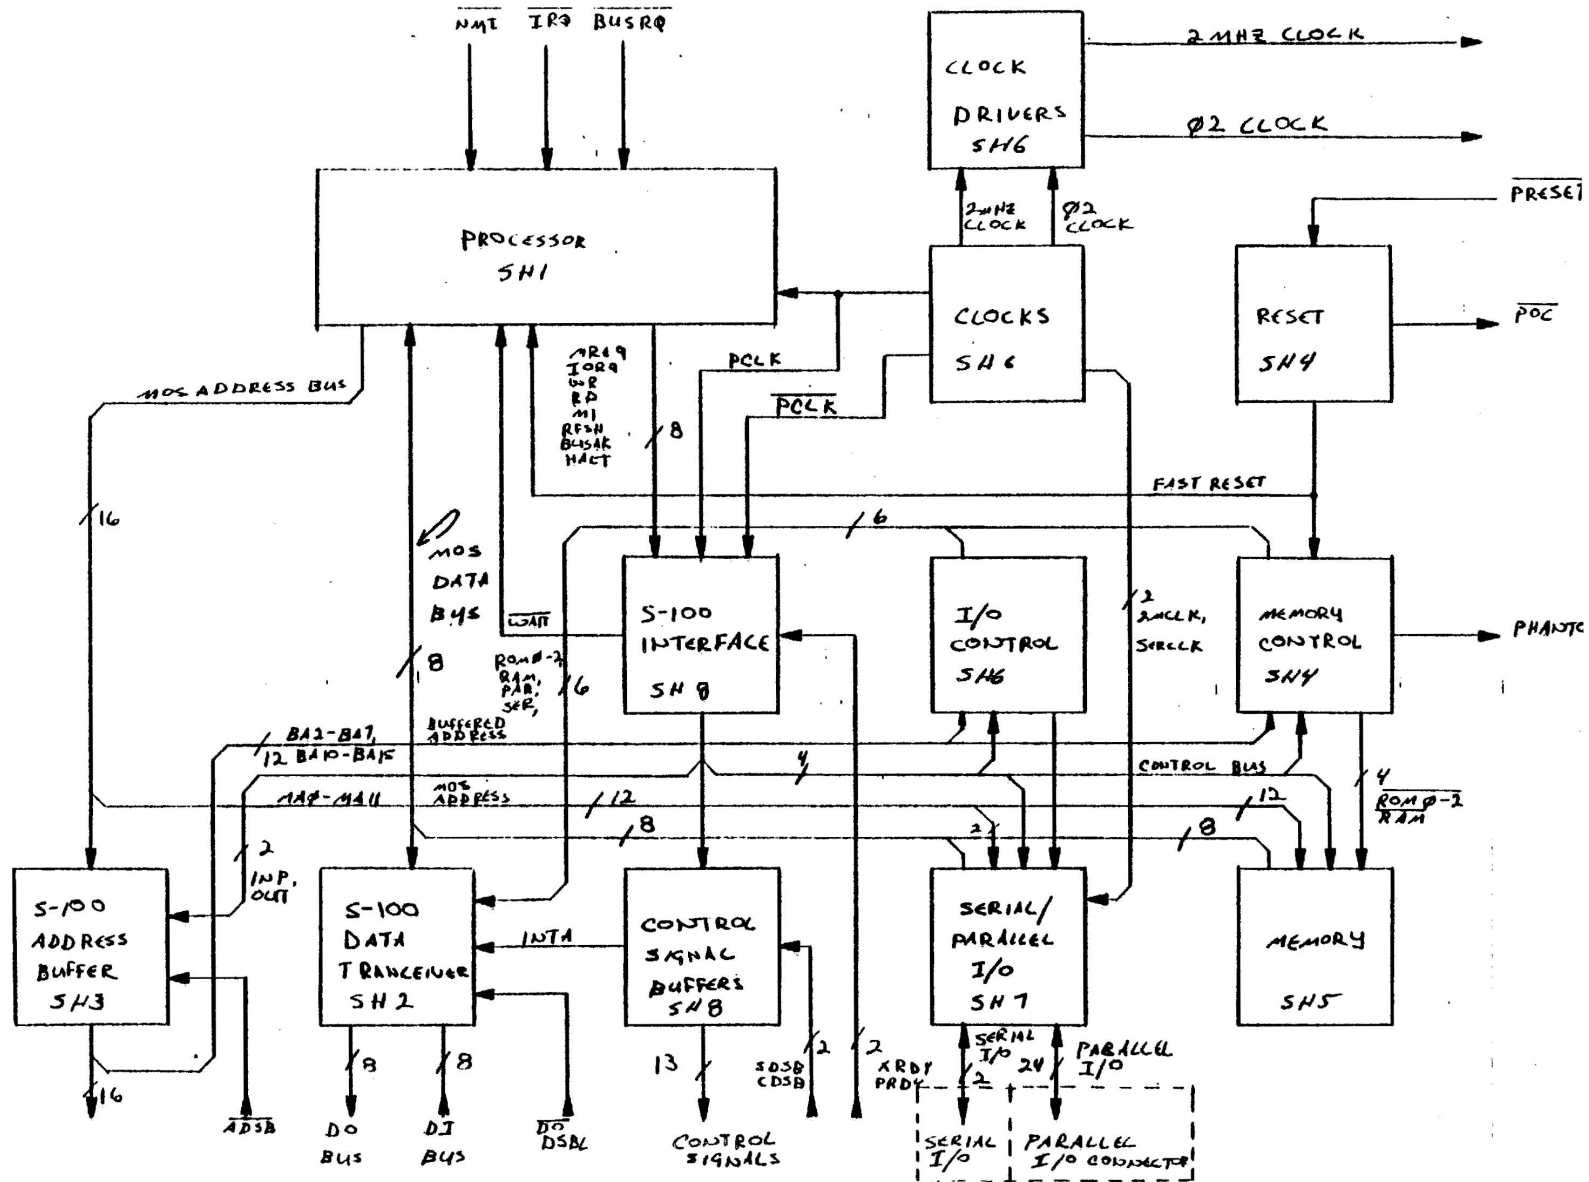 NMI IRQ BUSRQ
2 MHZ CLOCK
CLOCK
DRIVERS
SH6
Ø2 CLOCK
PRESET
2MHZ
CLOCK
Ø2
CLOCK
PROCESSOR
SH1
CLOCKS
SH6
RESET
SH4
POC
MOS ADDRESS BUS
MREQ
IORQ
WR
RD
M1
RFSH
BUSAK
HALT
8
PCLK
PCLK
FAST RESET
16
6
MOS
DATA
BUS
8
WAIT
ROMØ-2
RAM,
PAR,
SER,
6
S-100
INTERFACE
SH8
I/O
CONTROL
SH6
2
2MCLK,
SERCLK
MEMORY
CONTROL
SH4
PHANTO
BA2-BA7,
12 BA10-BA15
BUFFERED
ADDRESS
4
CONTROL BUS
4
ROMØ-2
RAM
MAØ-MA11
MOS
ADDRESS
12
12
8
2
8
2
INP,
OUT
S-100
ADDRESS
BUFFER
SH3
S-100
DATA
TRANCEIVER
SH2
INTA
CONTROL
SIGNAL
BUFFERS
SH8
SERIAL/
PARALLEL
I/O
SH7
MEMORY
SH5
16
ADSB
8
DO
BUS
8
DI
BUS
DO
DSBL
13
CONTROL
SIGNALS
2
SDSB
CDSB
2
XRDY
PRDY
SERIAL
I/O
2
24
PARALLEL
I/O
SERIAL
I/O
PARALLEL
I/O CONNECTOR